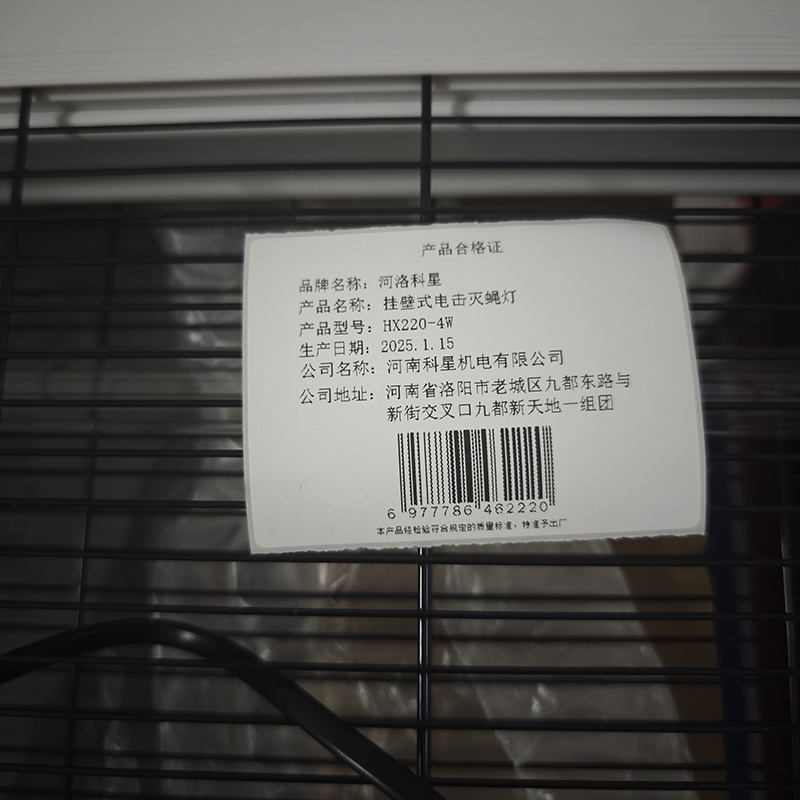 产品合格证
品牌名称：河洛科星
产品名称：挂壁式电击灭蝇灯
产品型号：HX220-4W
生产日期：2025.1.15
公司名称：河南科星机电有限公司
公司地址：河南省洛阳市老城区九都东路与
新街交叉口九都新天地一组团
6 977786 462220
本产品经检验符合规定的质量标准，特准予出厂